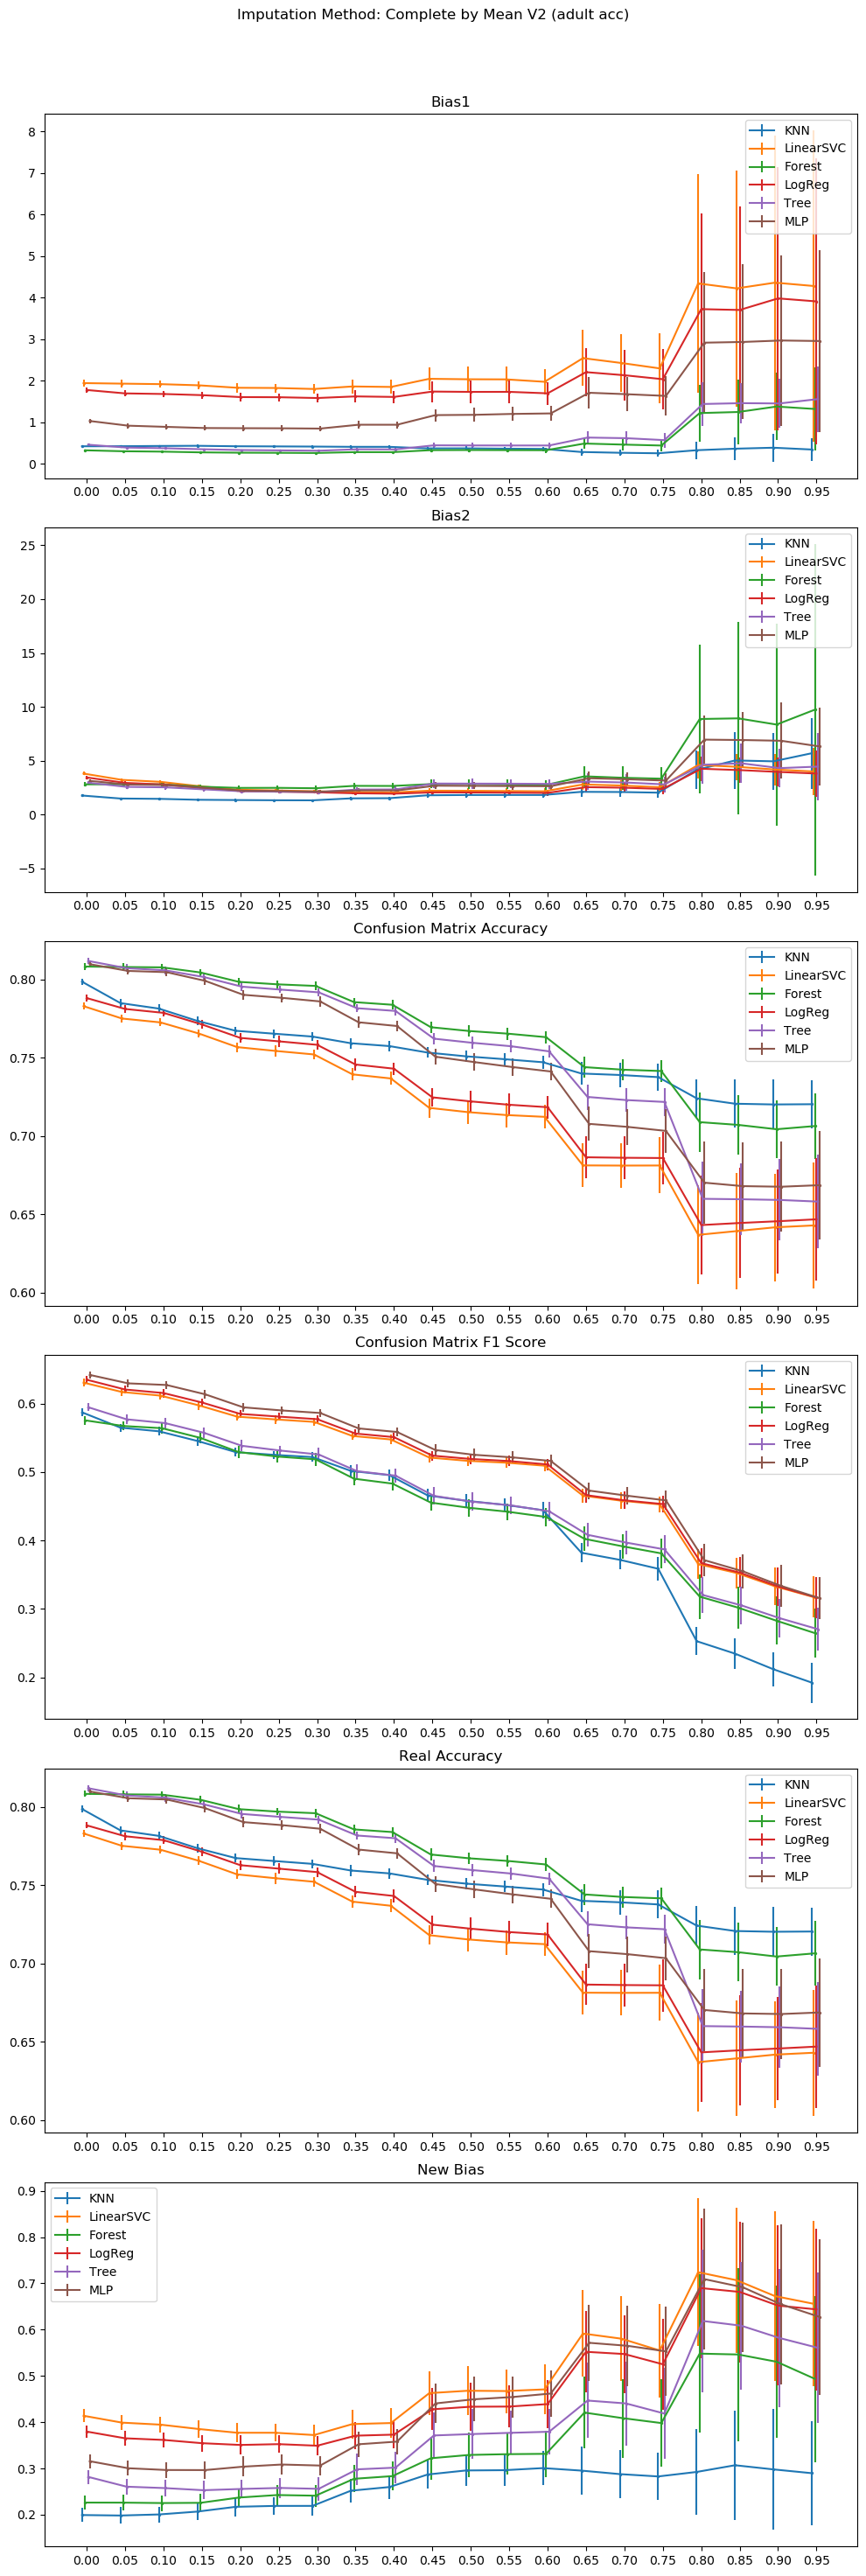 Imputation Method: Complete by Mean V2 (adult acc)
Bias1
8
7
6
5
4
3
2
1
0
KNN
LinearSVC
Forest
LogReg
Tree
MLP
0.00 0.05 0.10 0.15 0.20 0.25 0.30 0.35 0.40 0.45 0.50 0.55 0.60 0.65 0.70 0.75 0.80 0.85 0.90 0.95
Bias2
25
20
15
10
5
0
−5
KNN
LinearSVC
Forest
LogReg
Tree
MLP
0.00 0.05 0.10 0.15 0.20 0.25 0.30 0.35 0.40 0.45 0.50 0.55 0.60 0.65 0.70 0.75 0.80 0.85 0.90 0.95
Confusion Matrix Accuracy
0.80
0.75
0.70
0.65
0.60
KNN
LinearSVC
Forest
LogReg
Tree
MLP
0.00 0.05 0.10 0.15 0.20 0.25 0.30 0.35 0.40 0.45 0.50 0.55 0.60 0.65 0.70 0.75 0.80 0.85 0.90 0.95
Confusion Matrix F1 Score
0.6
0.5
0.4
0.3
0.2
KNN
LinearSVC
Forest
LogReg
Tree
MLP
0.00 0.05 0.10 0.15 0.20 0.25 0.30 0.35 0.40 0.45 0.50 0.55 0.60 0.65 0.70 0.75 0.80 0.85 0.90 0.95
Real Accuracy
0.80
0.75
0.70
0.65
0.60
KNN
LinearSVC
Forest
LogReg
Tree
MLP
0.00 0.05 0.10 0.15 0.20 0.25 0.30 0.35 0.40 0.45 0.50 0.55 0.60 0.65 0.70 0.75 0.80 0.85 0.90 0.95
New Bias
0.9
0.8
0.7
0.6
0.5
0.4
0.3
0.2
KNN
LinearSVC
Forest
LogReg
Tree
MLP
0.00 0.05 0.10 0.15 0.20 0.25 0.30 0.35 0.40 0.45 0.50 0.55 0.60 0.65 0.70 0.75 0.80 0.85 0.90 0.95